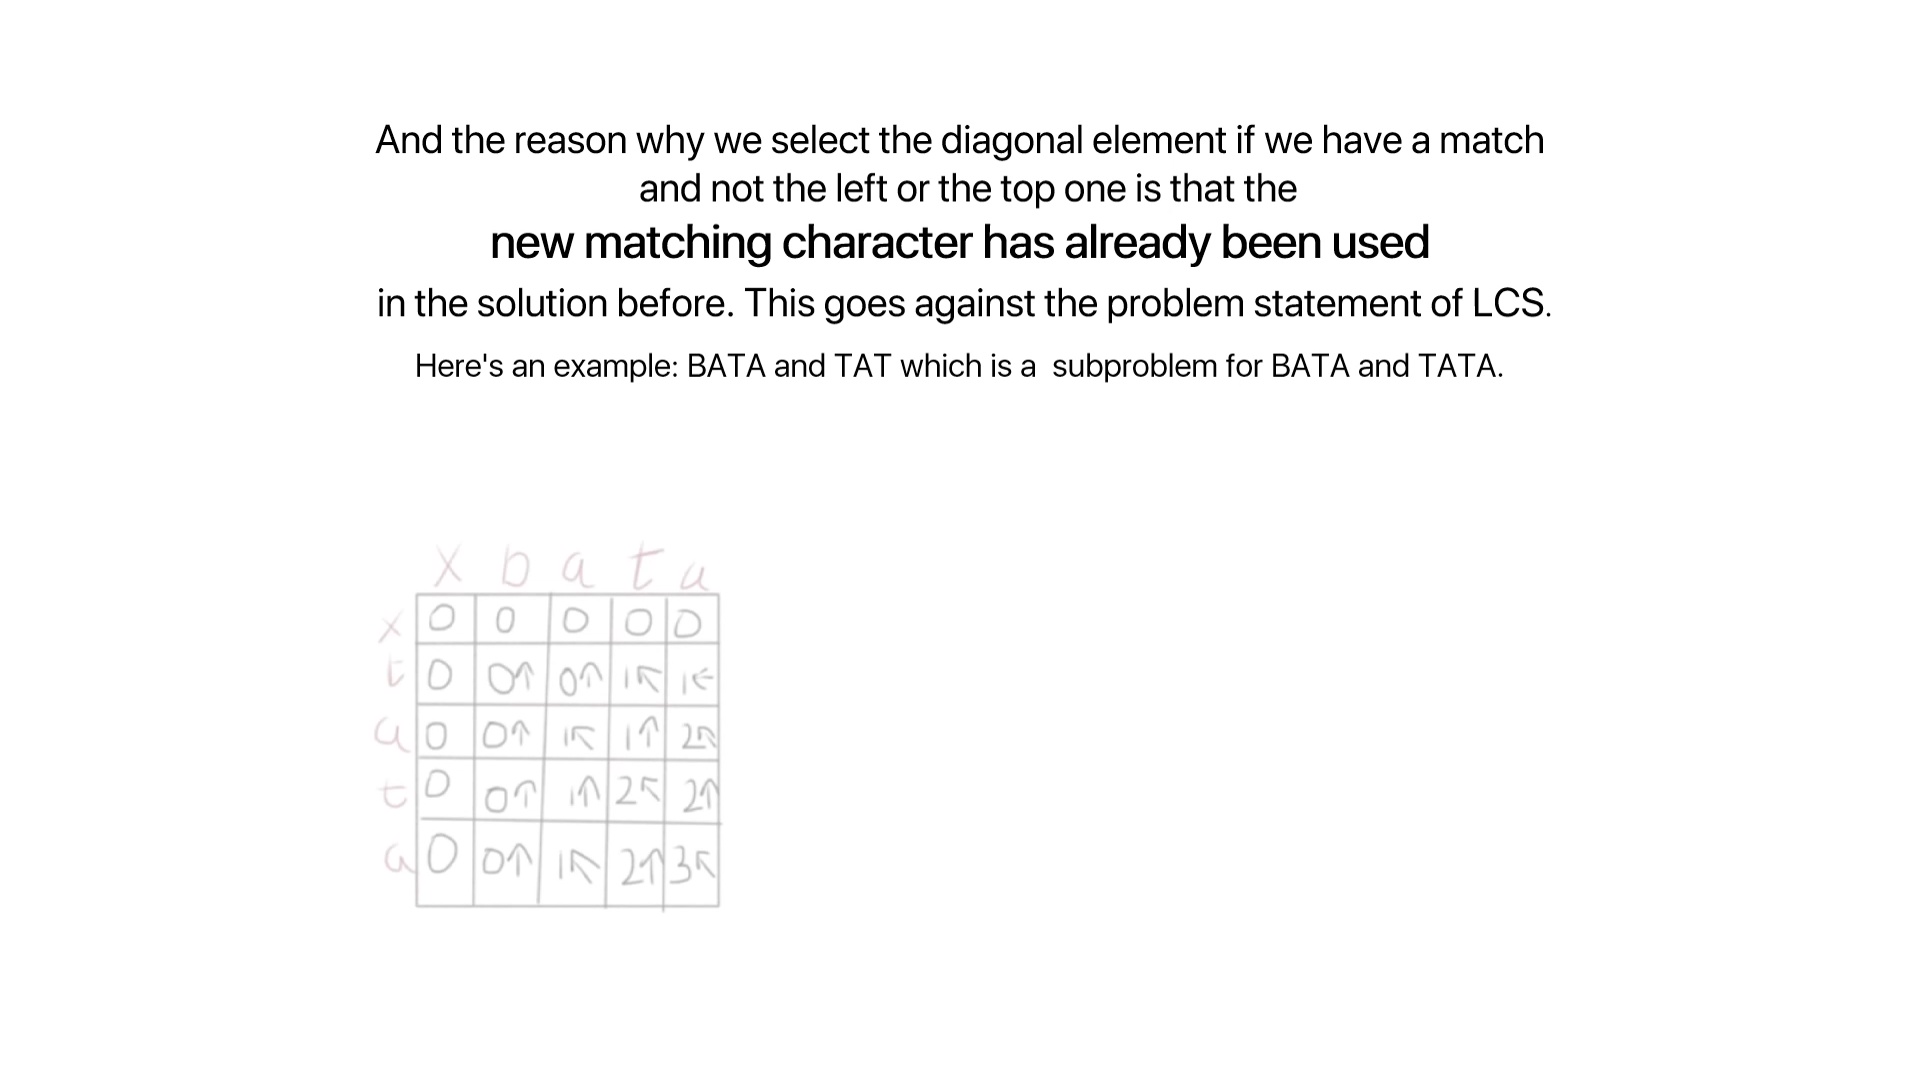 And the reason why we select the diagonal element if we have a match
and not the left or the top one is that the
new matching character has already been used
in the solution before. This goes against the problem statement of LCS.
Here's an example: BATA and TAT which is a subproblem for BATA and TATA.
X b a t a
x 0 0 0 0 0
t 0 0↑ 0↑ 1↖ 1←
a 0 0↑ 1↖ 1↑ 2↖
t 0 0↑ 1↑ 2↖ 2↑
a 0 0↑ 1↖ 2↑ 3↖